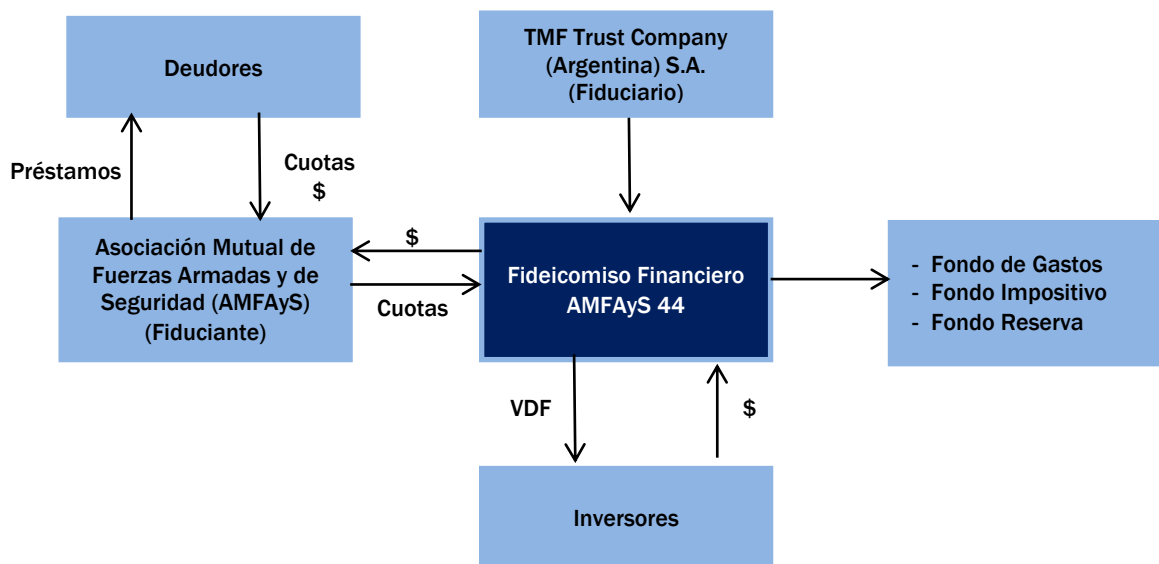 Deudores
TMF Trust Company
(Argentina) S.A.
(Fiduciario)
Préstamos
Cuotas
$
Asociación Mutual de
Fuerzas Armadas y de
Seguridad (AMFAyS)
(Fiduciante)
$
Cuotas
Fideicomiso Financiero
AMFAyS 44
- Fondo de Gastos
- Fondo Impositivo
- Fondo Reserva
VDF
$
Inversores